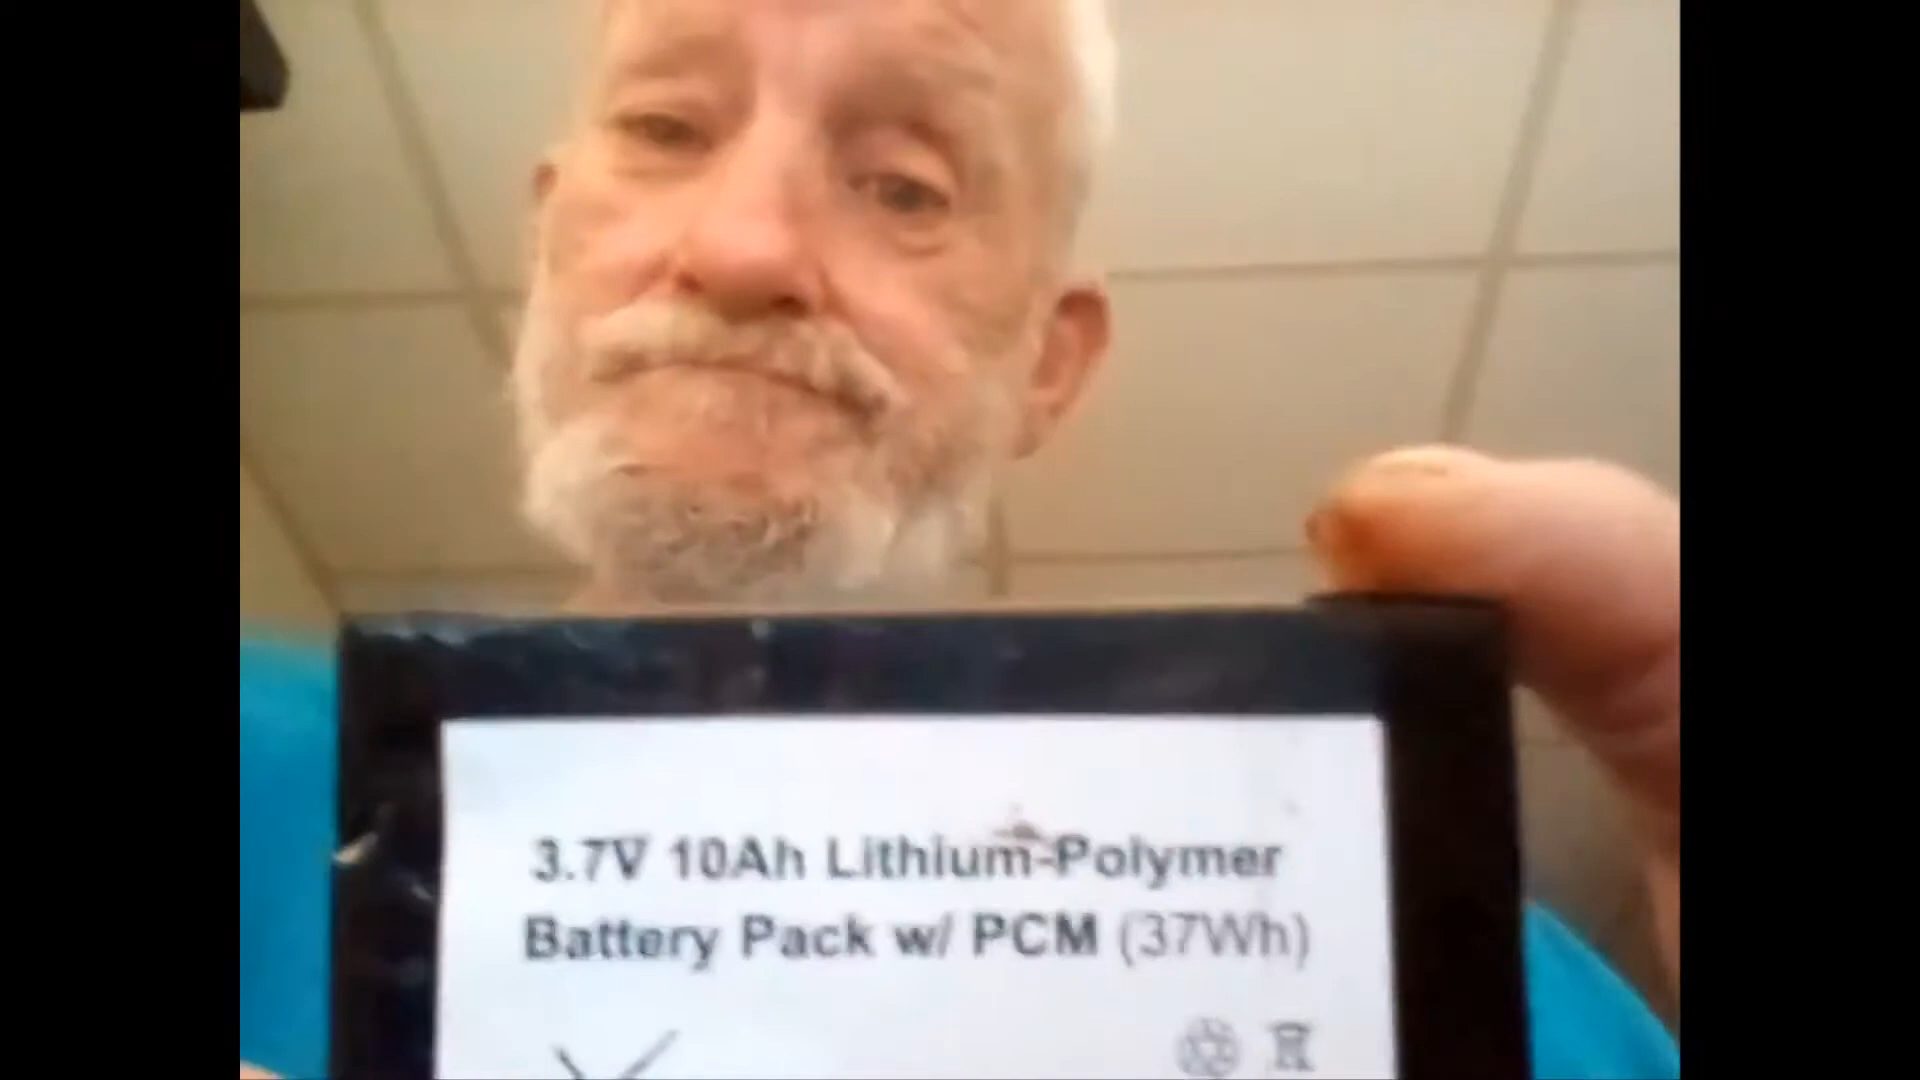 3.7V 10Ah Lithium-Polymer
Battery Pack w/ PCM (37Wh)